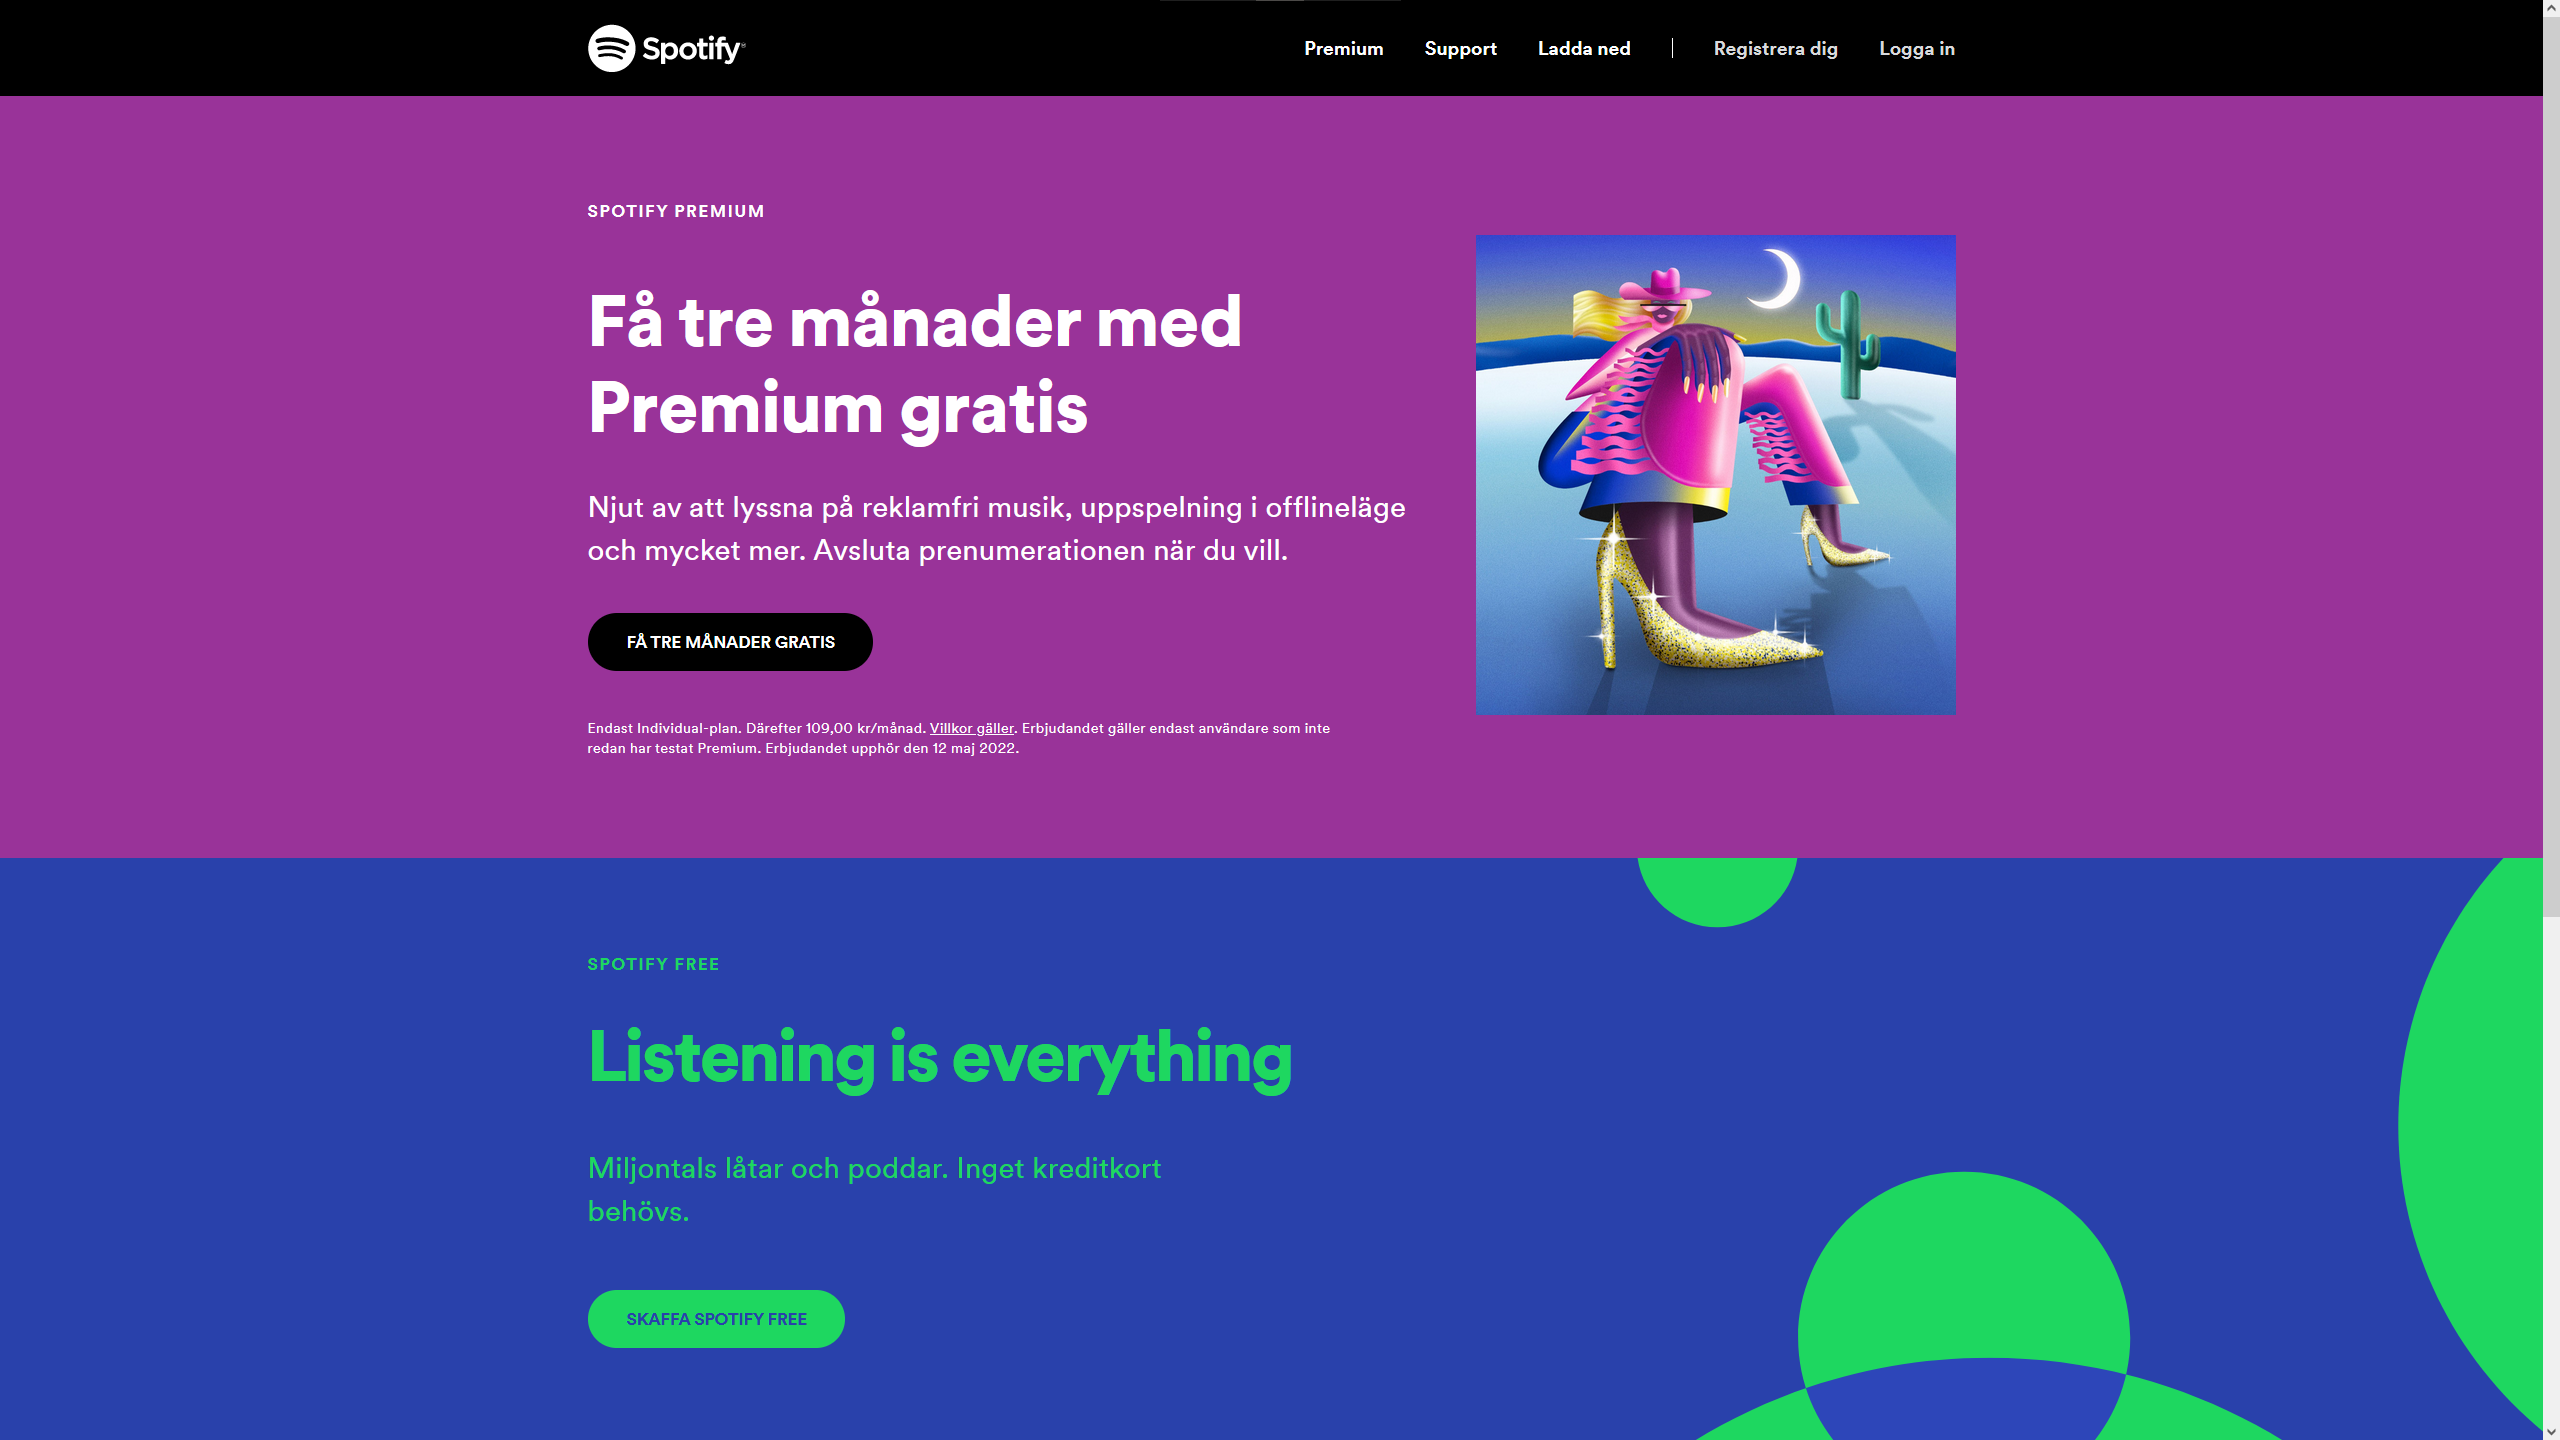 Spotify
Premium Support Ladda ned Registrera dig Logga in
SPOTIFY PREMIUM
Få tre månader med
Premium gratis
Njut av att lyssna på reklamfri musik, uppspelning i offlineläge
och mycket mer. Avsluta prenumerationen när du vill.
FÅ TRE MÅNADER GRATIS
Endast Individual-plan. Därefter 109,00 kr/månad. Villkor gäller. Erbjudandet gäller endast användare som inte
redan har testat Premium. Erbjudandet upphör den 12 maj 2022.
SPOTIFY FREE
Listening is everything
Miljontals låtar och poddar. Inget kreditkort
behövs.
SKAFFA SPOTIFY FREE